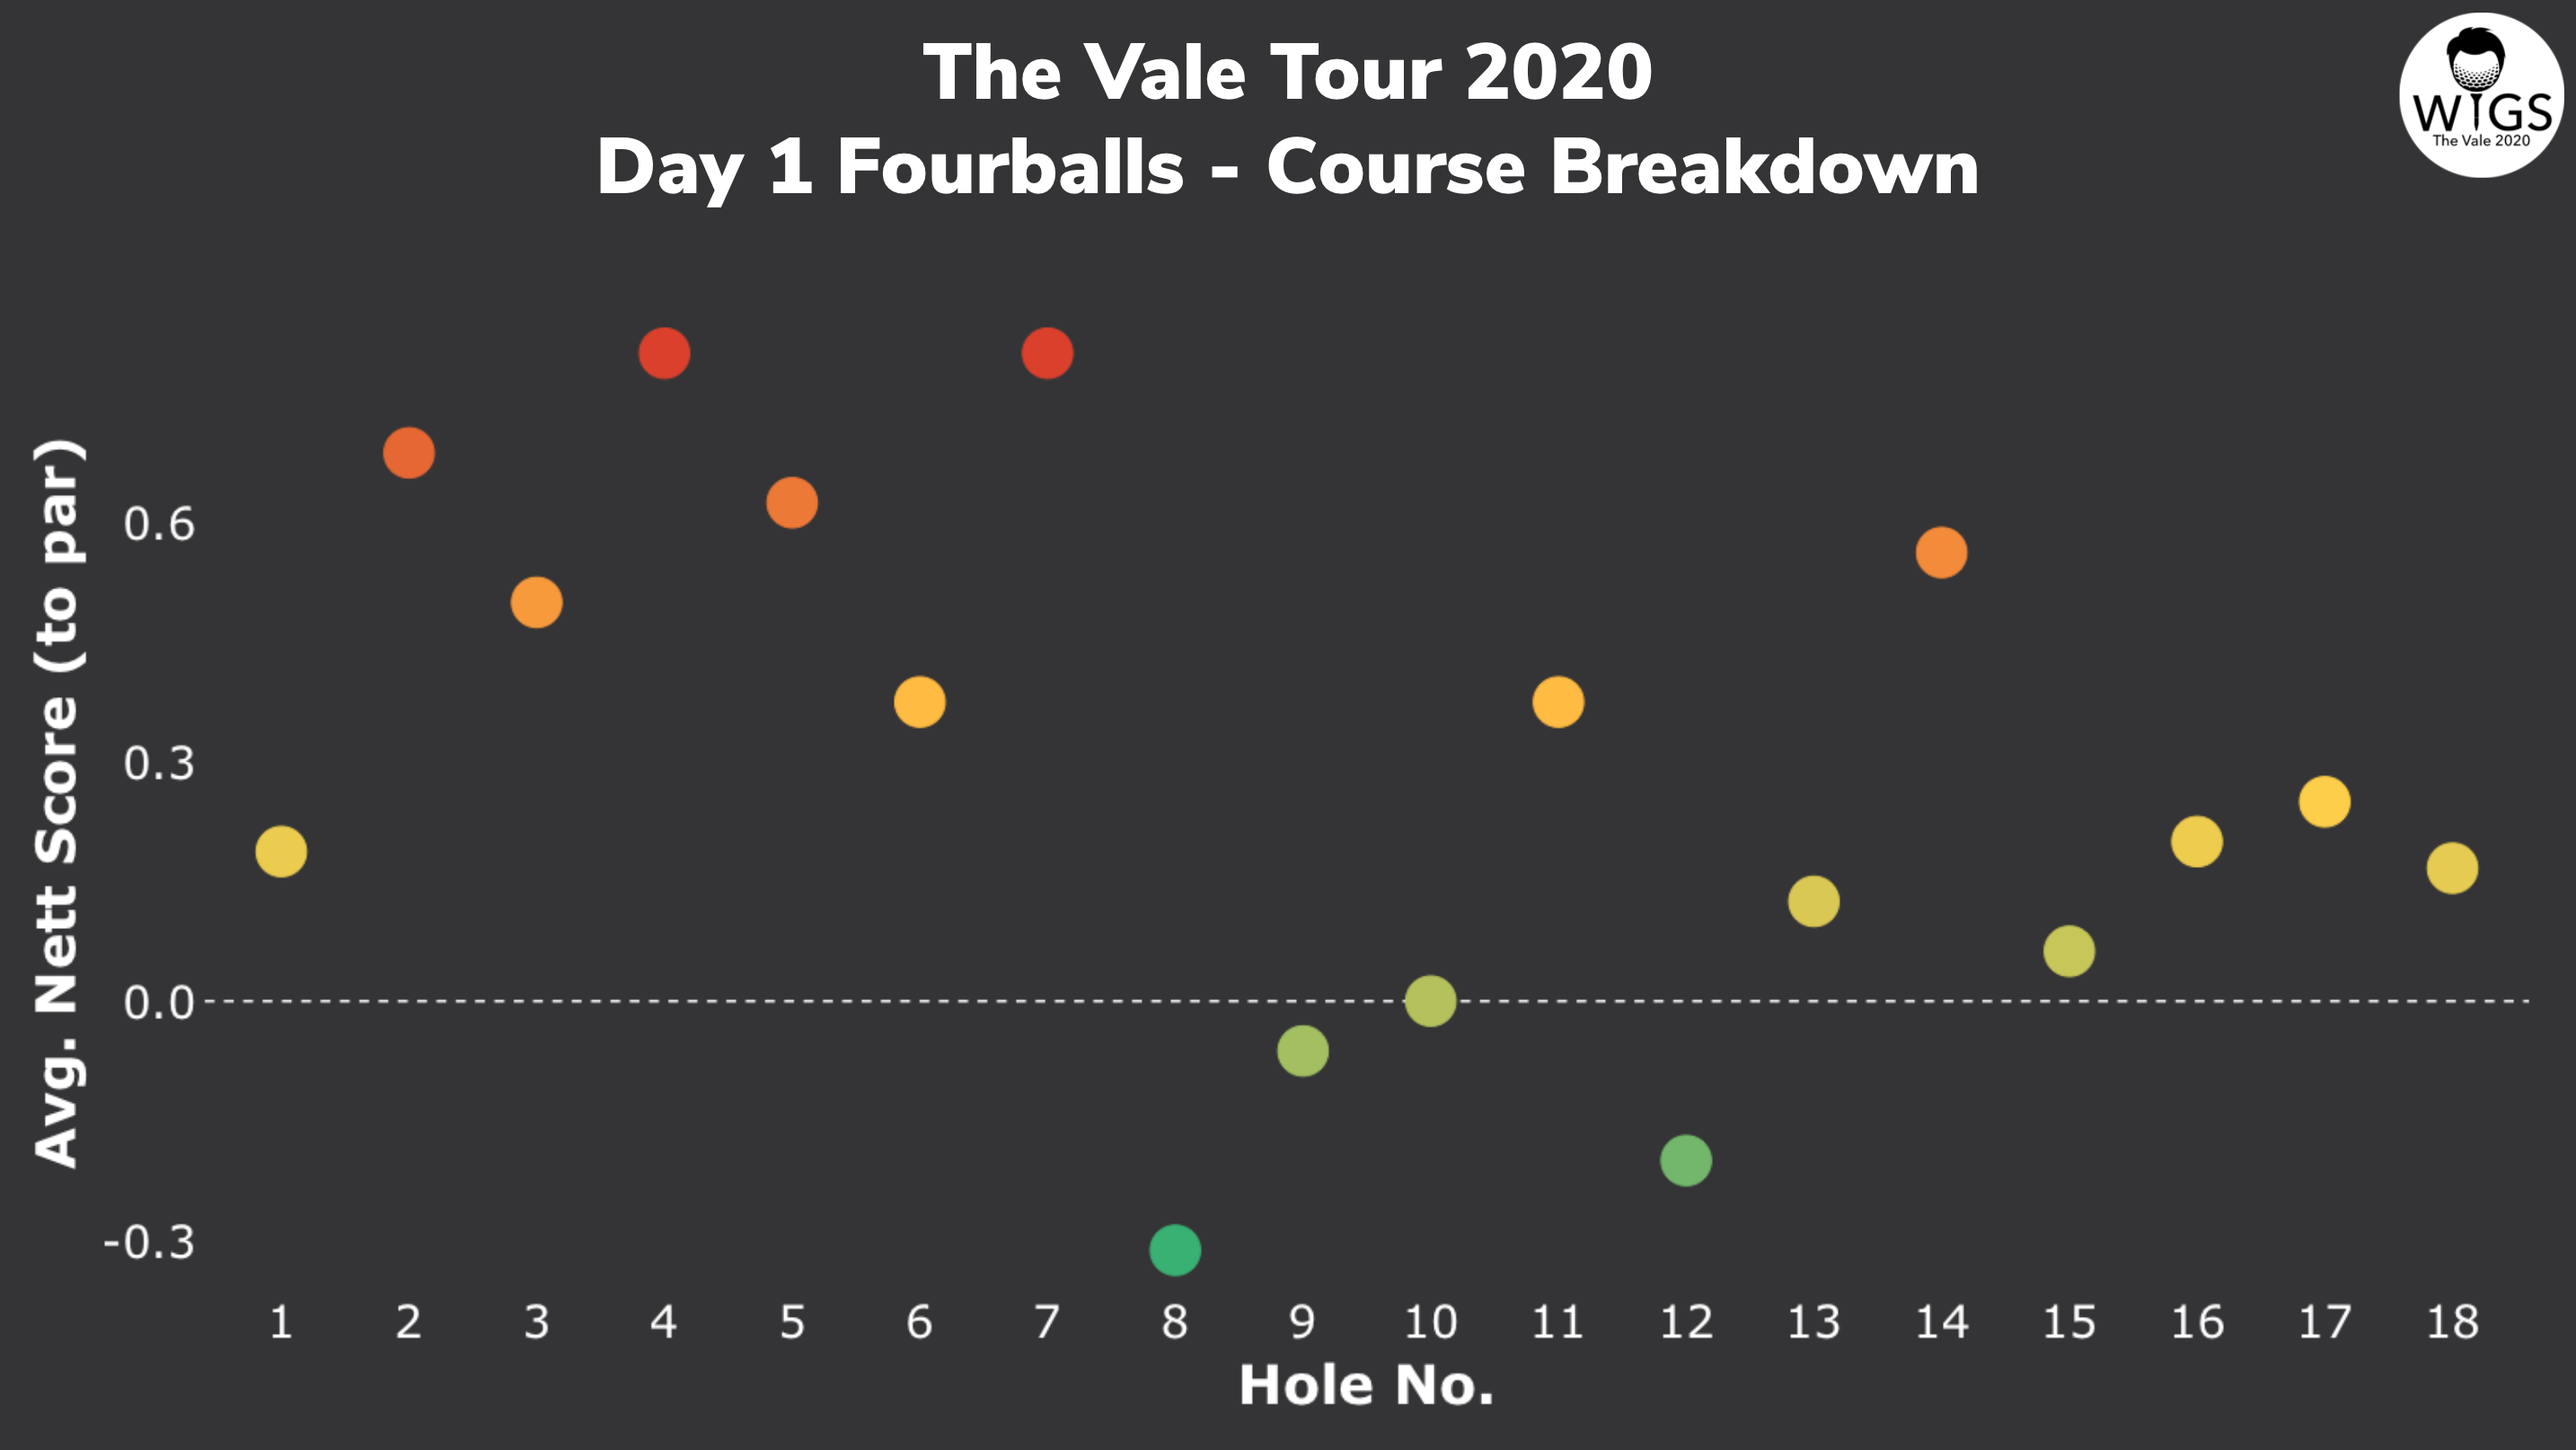 The Vale Tour 2020
Day 1 Fourballs - Course Breakdown
WIGS
The Vale 2020
Avg. Nett Score (to par)
0.6
0.3
0.0
-0.3
1 2 3 4 5 6 7 8 9 10 11 12 13 14 15 16 17 18
Hole No.